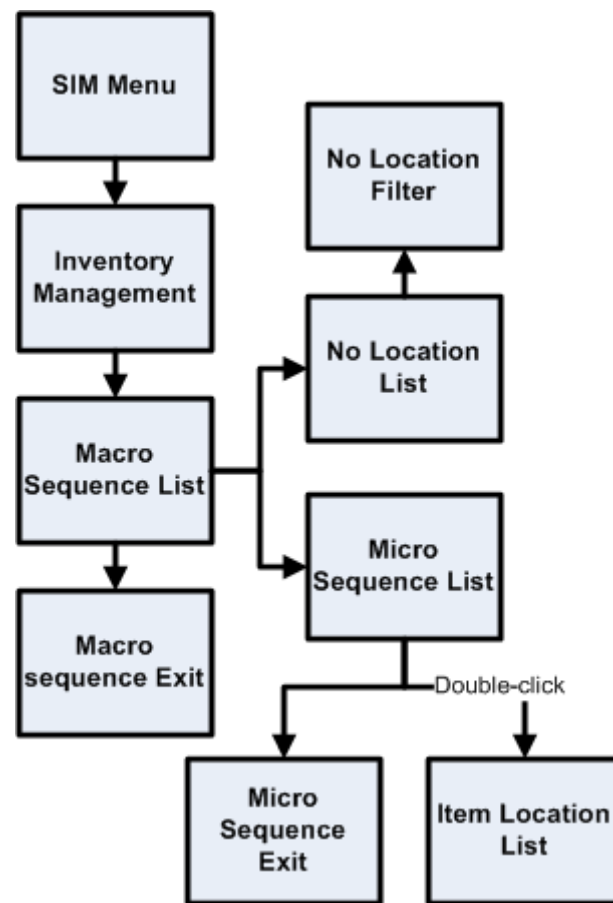 SIM Menu
Inventory
Management
Macro
Sequence List
Macro
sequence Exit
No Location
Filter
No Location
List
Micro
Sequence List
Double-click
Micro
Sequence
Exit
Item Location
List